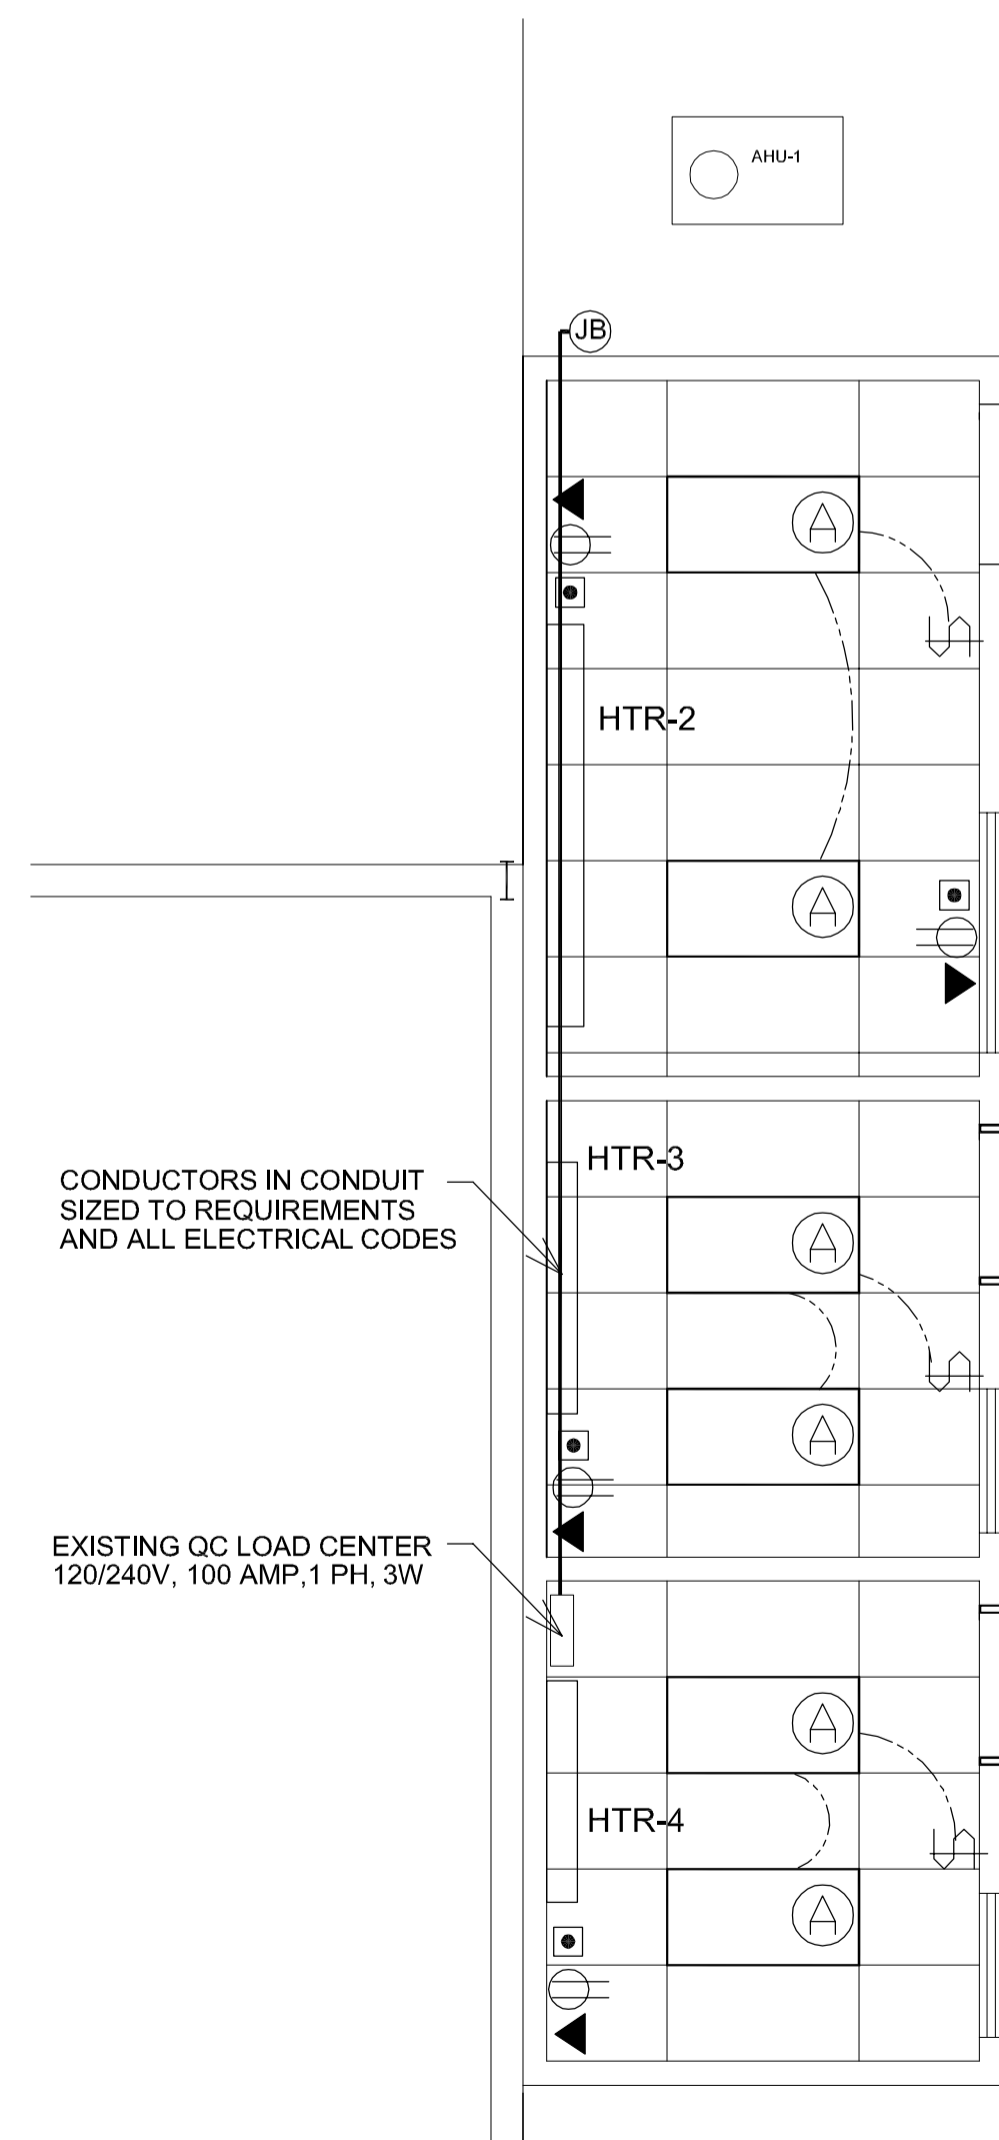 AHU-1
JB
A
HTR-2
A
HTR-3
CONDUCTORS IN CONDUIT
SIZED TO REQUIREMENTS
AND ALL ELECTRICAL CODES
A
A
EXISTING QC LOAD CENTER
120/240V, 100 AMP,1 PH, 3W
A
HTR-4
A